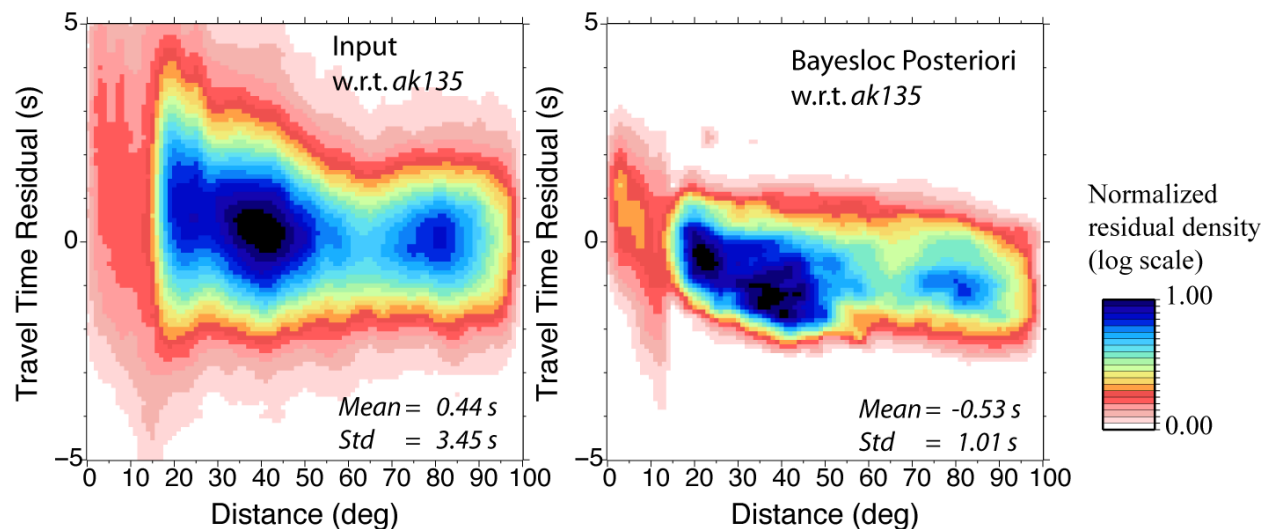 Input
w.r.t. ak135
Mean = 0.44 s
Std = 3.45 s
Travel Time Residual (s)
5
0
−5
0 10 20 30 40 50 60 70 80 90 100
Distance (deg)
Bayesloc Posteriori
w.r.t. ak135
Mean = -0.53 s
Std = 1.01 s
Travel Time Residual (s)
5
0
−5
0 10 20 30 40 50 60 70 80 90 100
Distance (deg)
Normalized
residual density
(log scale)
1.00
0.00